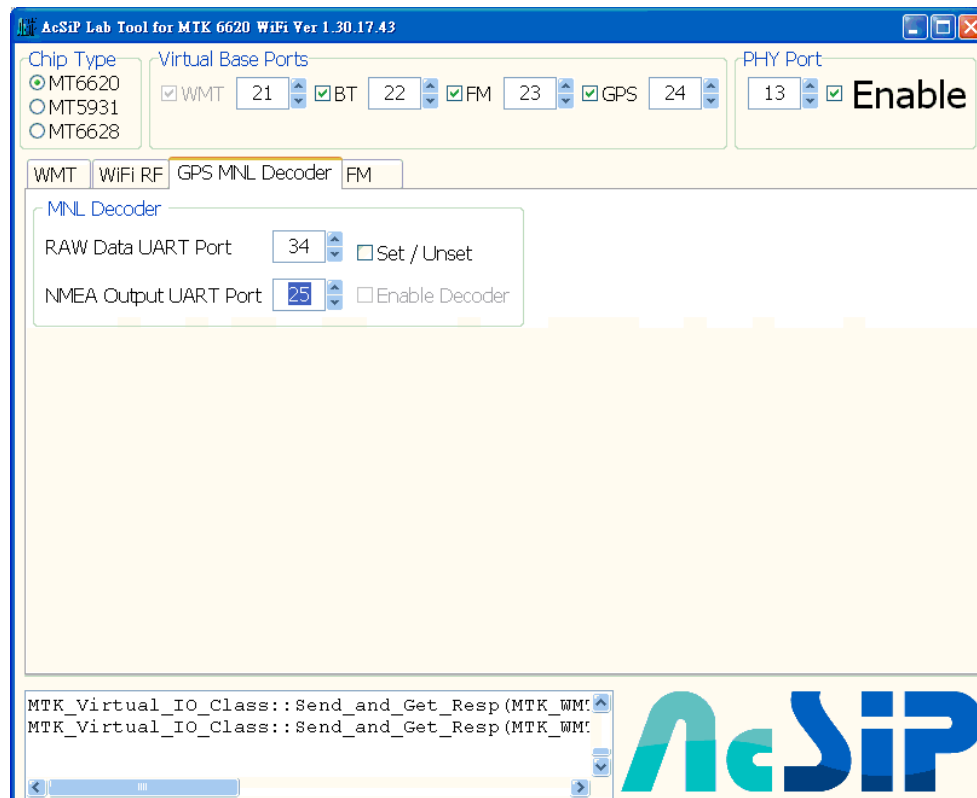 AcSiP Lab Tool for MTK 6620 WiFi Ver 1.30.17.43
Chip Type
MT6620
MT5931
MT6628
Virtual Base Ports
WMT 21 BT 22 FM 23 GPS 24
PHY Port
13 Enable
WMT WiFi RF GPS MNL Decoder FM
MNL Decoder
RAW Data UART Port 34 Set / Unset
NMEA Output UART Port 25 Enable Decoder
MTK_Virtual_IO_Class::Send_and_Get_Resp(MTK_WM
MTK_Virtual_IO_Class::Send_and_Get_Resp(MTK_WM
AcSiP